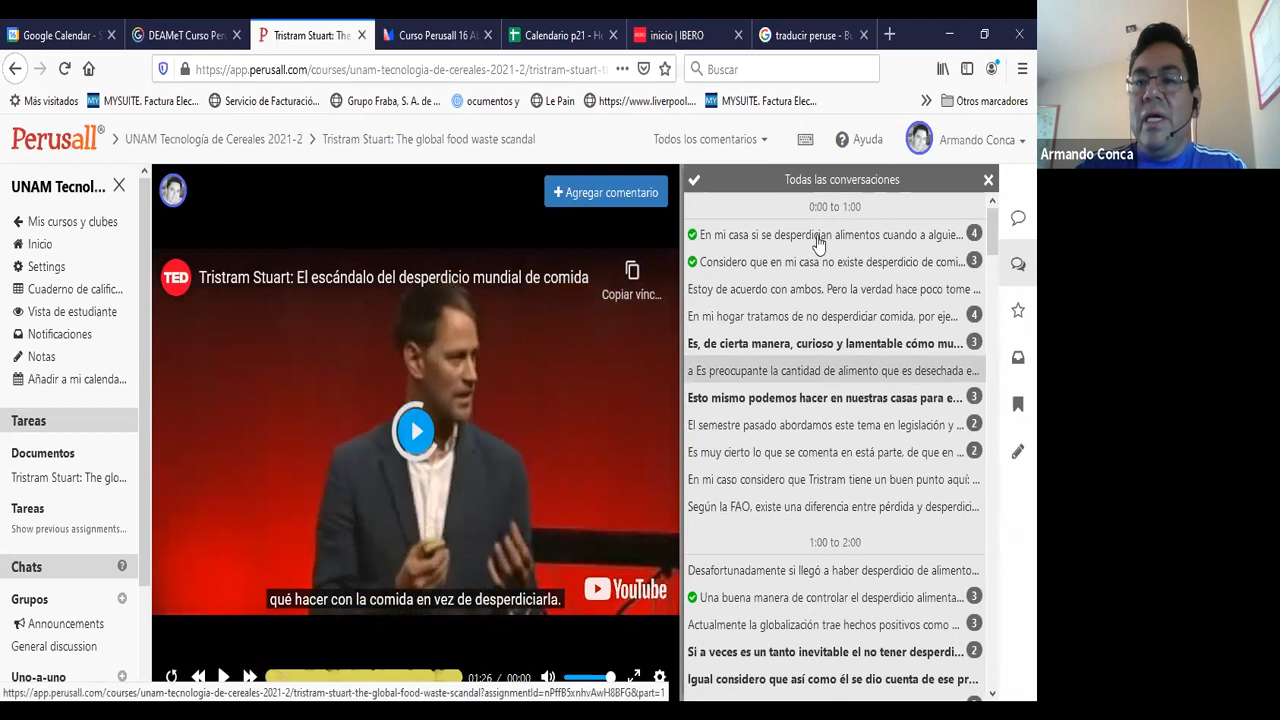 Google Calendar - S
DEAMeT Curso Per
Tristram Stuart: The
Curso Perusall 16 Ab
Calendario p21 - Ho
inicio | IBERO
traducir peruse - Bu
https://app.perusall.com/courses/unam-tecnologia-de-cereales-2021-2/tristram-stuart-t
Buscar
Más visitados
MYSUITE. Factura Elec...
Servicio de Facturació...
Grupo Fraba, S. A. de ...
ocumentos y
Le Pain
https://www.liverpool....
MYSUITE. Factura Elec...
Otros marcadores
Perusall®
UNAM Tecnología de Cereales 2021-2
Tristram Stuart: The global food waste scandal
Todos los comentarios
Ayuda
Armando Conca
Armando Conca
UNAM Tecnol...
Mis cursos y clubes
Inicio
Settings
Cuaderno de calific...
Vista de estudiante
Notificaciones
Notas
Añadir a mi calenda...
Tareas
Documentos
Tristram Stuart: The glo...
Tareas
Show previous assignments...
Chats
Grupos
Announcements
General discussion
Uno-a-uno
+ Agregar comentario
TED
Tristram Stuart: El escándalo del desperdicio mundial de comida
Copiar vínc...
qué hacer con la comida en vez de desperdiciarla.
YouTube
01:26 / 00:00
Todas las conversaciones
0:00 to 1:00
En mi casa si se desperdician alimentos cuando a alguie... 4
Considero que en mi casa no existe desperdicio de comi... 3
Estoy de acuerdo con ambos. Pero la verdad hace poco tome ...
En mi hogar tratamos de no desperdiciar comida, por eje... 4
Es, de cierta manera, curioso y lamentable cómo mu... 3
a Es preocupante la cantidad de alimento que es desechada e...
Esto mismo podemos hacer en nuestras casas para e... 3
El semestre pasado abordamos este tema en legislación y ... 2
Es muy cierto lo que se comenta en está parte, de que en ... 2
En mi caso considero que Tristram tiene un buen punto aquí: ...
Según la FAO, existe una diferencia entre pérdida y desperdici...
1:00 to 2:00
Desafortunadamente si llegó a haber desperdicio de alimento...
Una buena manera de controlar el desperdicio alimenta... 3
Actualmente la globalización trae hechos positivos como ... 3
Si a veces es un tanto inevitable el no tener desperdi... 2
Igual considero que así como él se dio cuenta de ese pr...
https://app.perusall.com/courses/unam-tecnologia-de-cereales-2021-2/tristram-stuart-the-global-food-waste-scandal?assignmentId=nPffB5xnhvAwH8BFG&part=1